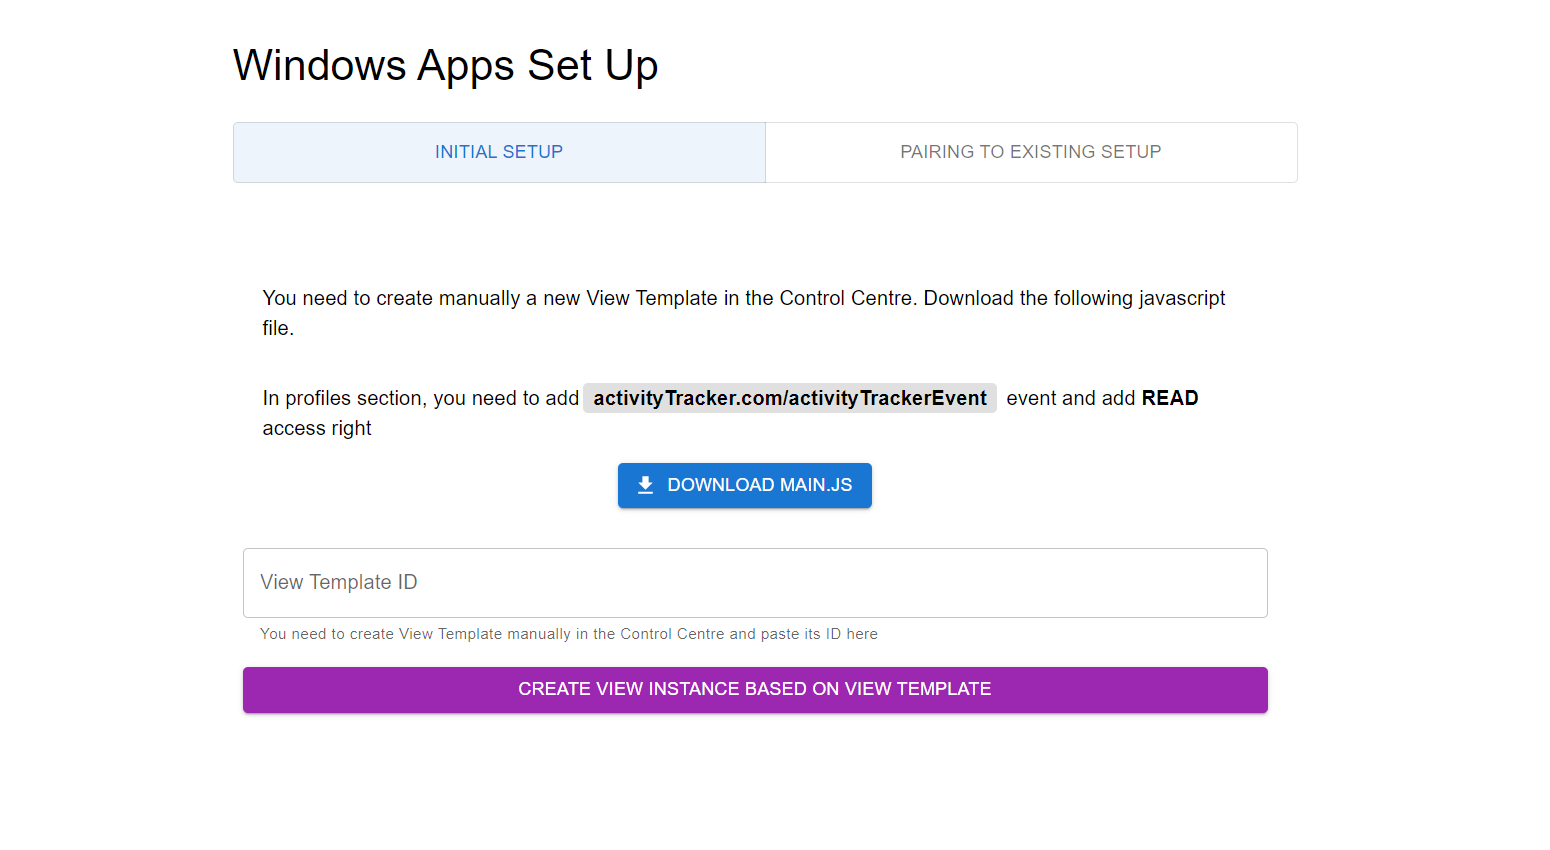 Windows Apps Set Up
INITIAL SETUP
PAIRING TO EXISTING SETUP
You need to create manually a new View Template in the Control Centre. Download the following javascript
file.
In profiles section, you need to add activityTracker.com/activityTrackerEvent event and add READ
access right
DOWNLOAD MAIN.JS
View Template ID
You need to create View Template manually in the Control Centre and paste its ID here
CREATE VIEW INSTANCE BASED ON VIEW TEMPLATE